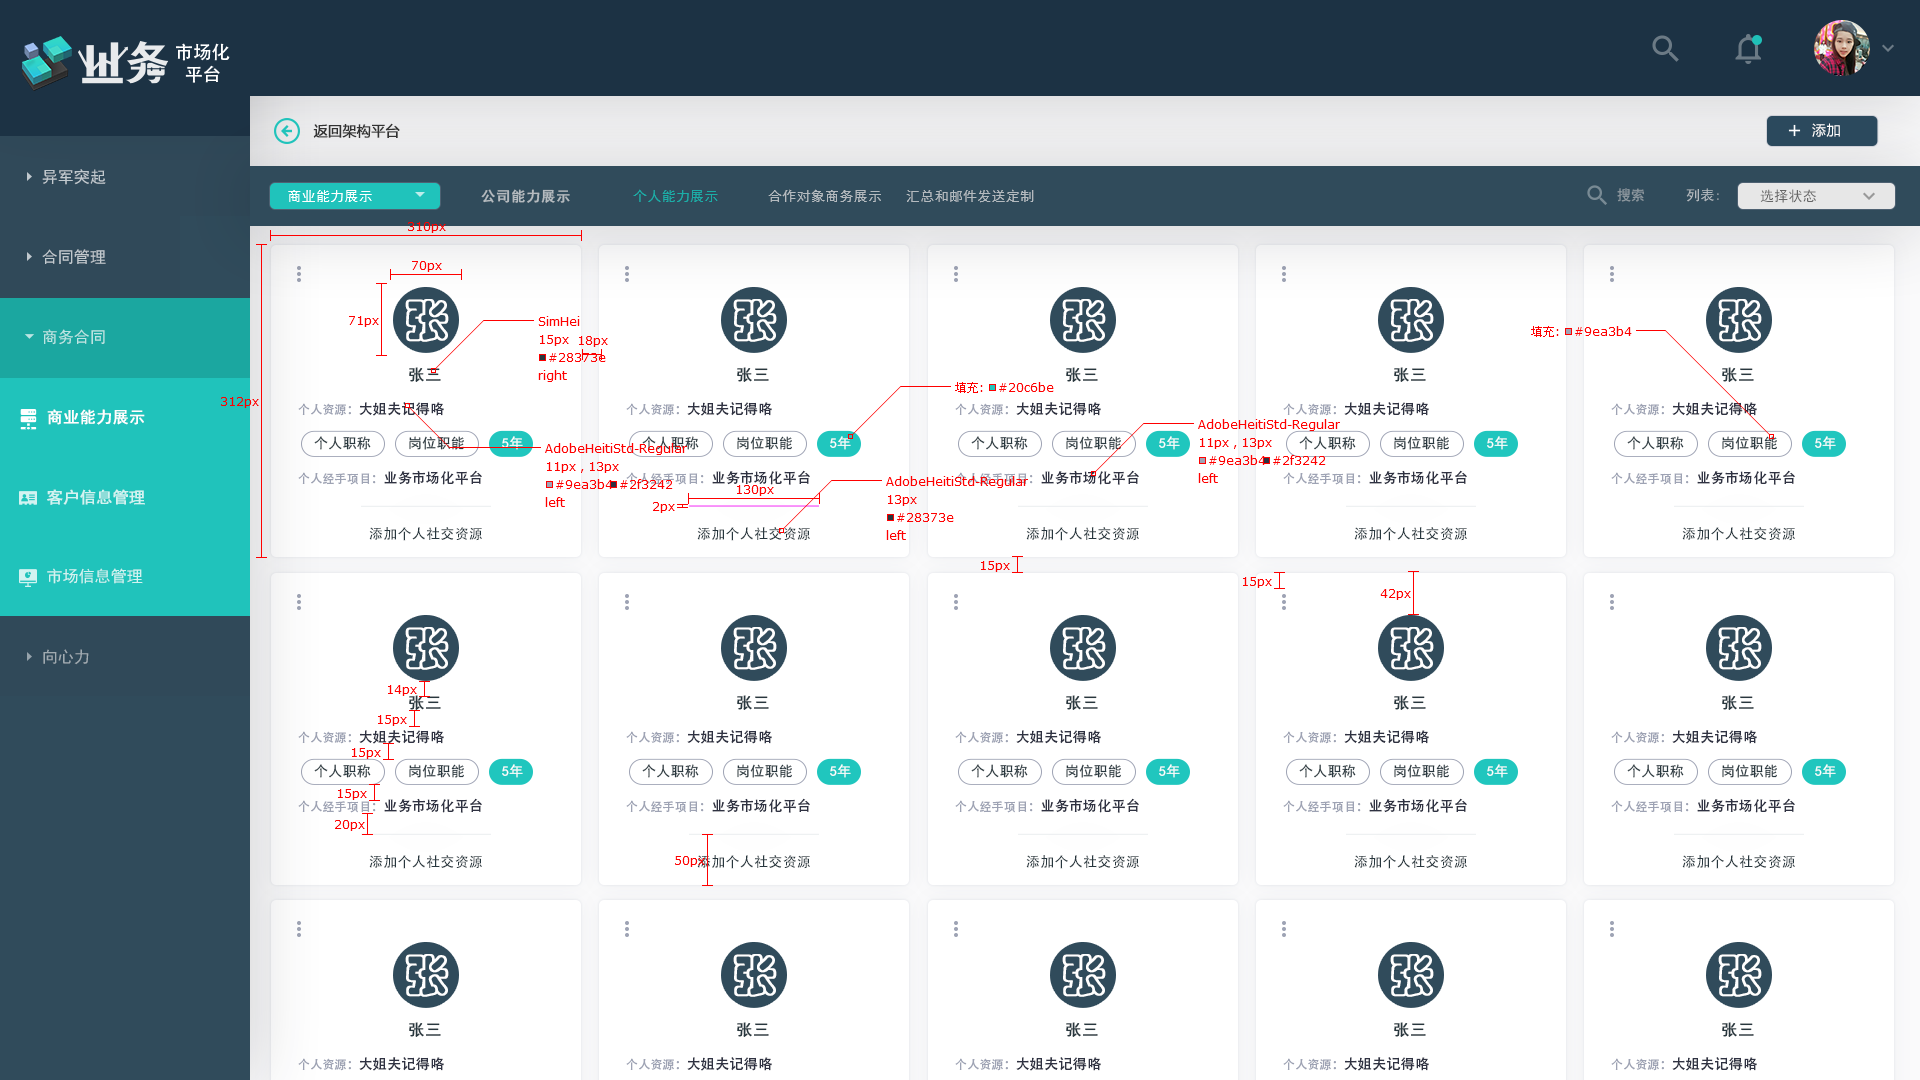 业务 市场化
平台
返回架构平台
添加
异军突起
合同管理
商务合同
商业能力展示
客户信息管理
市场信息管理
向心力
商业能力展示 公司能力展示 个人能力展示 合作对象商务展示 汇总和邮件发送定制 搜索 列表： 选择状态
310px
312px
70px
71px
张
SimHei
15px
18px
#28373e
right
张三
个人资源：大姐夫记得咯
个人职称 岗位职能 5年
AdobeHeitiStd-Regular
11px , 13px
#9ea3b4 #2f3242
left
个人经手项目：业务市场化平台
添加个人社交资源
张
张三
个人资源：大姐夫记得咯
个人职称 岗位职能 5年
填充: #20c6be
个人经手项目：业务市场化平台
130px
2px
添加个人社交资源
AdobeHeitiStd-Regular
13px
#28373e
left
张
张三
个人资源：大姐夫记得咯
个人职称 岗位职能 5年
个人经手项目：业务市场化平台
添加个人社交资源
AdobeHeitiStd-Regular
11px , 13px
#9ea3b4 #2f3242
left
15px
张
张三
个人资源：大姐夫记得咯
个人职称 岗位职能 5年
个人经手项目：业务市场化平台
添加个人社交资源
15px
填充: #9ea3b4
张
张三
个人资源：大姐夫记得咯
个人职称 岗位职能 5年
个人经手项目：业务市场化平台
添加个人社交资源
张
14px
张三
15px
个人资源：大姐夫记得咯
15px
个人职称 岗位职能 5年
15px
个人经手项目：业务市场化平台
20px
添加个人社交资源
张
张三
个人资源：大姐夫记得咯
个人职称 岗位职能 5年
个人经手项目：业务市场化平台
50px
添加个人社交资源
张
张三
个人资源：大姐夫记得咯
个人职称 岗位职能 5年
个人经手项目：业务市场化平台
添加个人社交资源
42px
张
张三
个人资源：大姐夫记得咯
个人职称 岗位职能 5年
个人经手项目：业务市场化平台
添加个人社交资源
张
张三
个人资源：大姐夫记得咯
个人职称 岗位职能 5年
个人经手项目：业务市场化平台
添加个人社交资源
张
张三
个人资源：大姐夫记得咯
张
张三
个人资源：大姐夫记得咯
张
张三
个人资源：大姐夫记得咯
张
张三
个人资源：大姐夫记得咯
张
张三
个人资源：大姐夫记得咯